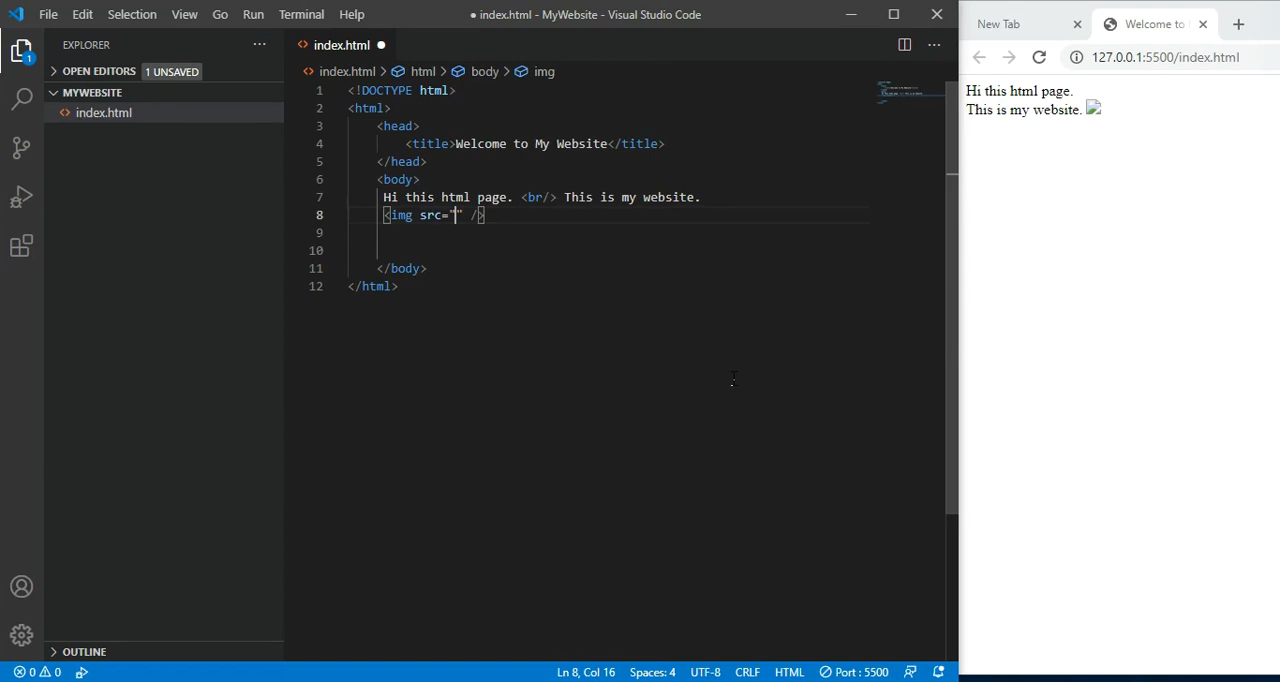 File Edit Selection View Go Run Terminal Help ● index.html - MyWebsite - Visual Studio Code
New Tab
Welcome to
EXPLORER
index.html
127.0.0.1:5500/index.html
OPEN EDITORS 1 UNSAVED
index.html > html > body > img
MYWEBSITE
index.html
1 <!DOCTYPE html>
2 <html>
3 <head>
4 <title>Welcome to My Website</title>
5 </head>
6 <body>
7 Hi this html page. <br/> This is my website.
8 <img src="" />
9
10
11 </body>
12 </html>
Hi this html page.
This is my website.
1
OUTLINE
0 0
Ln 8, Col 16 Spaces: 4 UTF-8 CRLF HTML Port : 5500